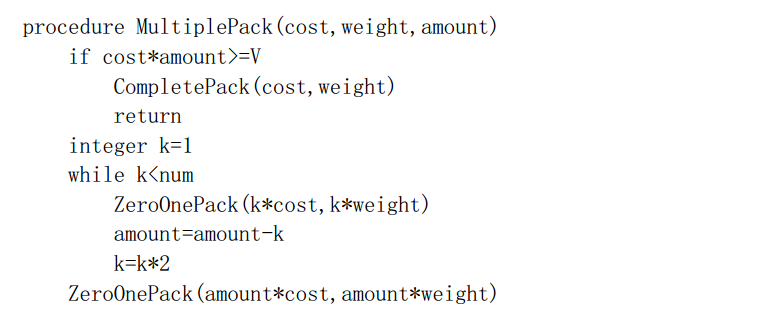 procedure MultiplePack(cost,weight,amount)
if cost*amount>=V
CompletePack(cost,weight)
return
integer k=1
while k<num
ZeroOnePack(k*cost,k*weight)
amount=amount-k
k=k*2
ZeroOnePack(amount*cost,amount*weight)